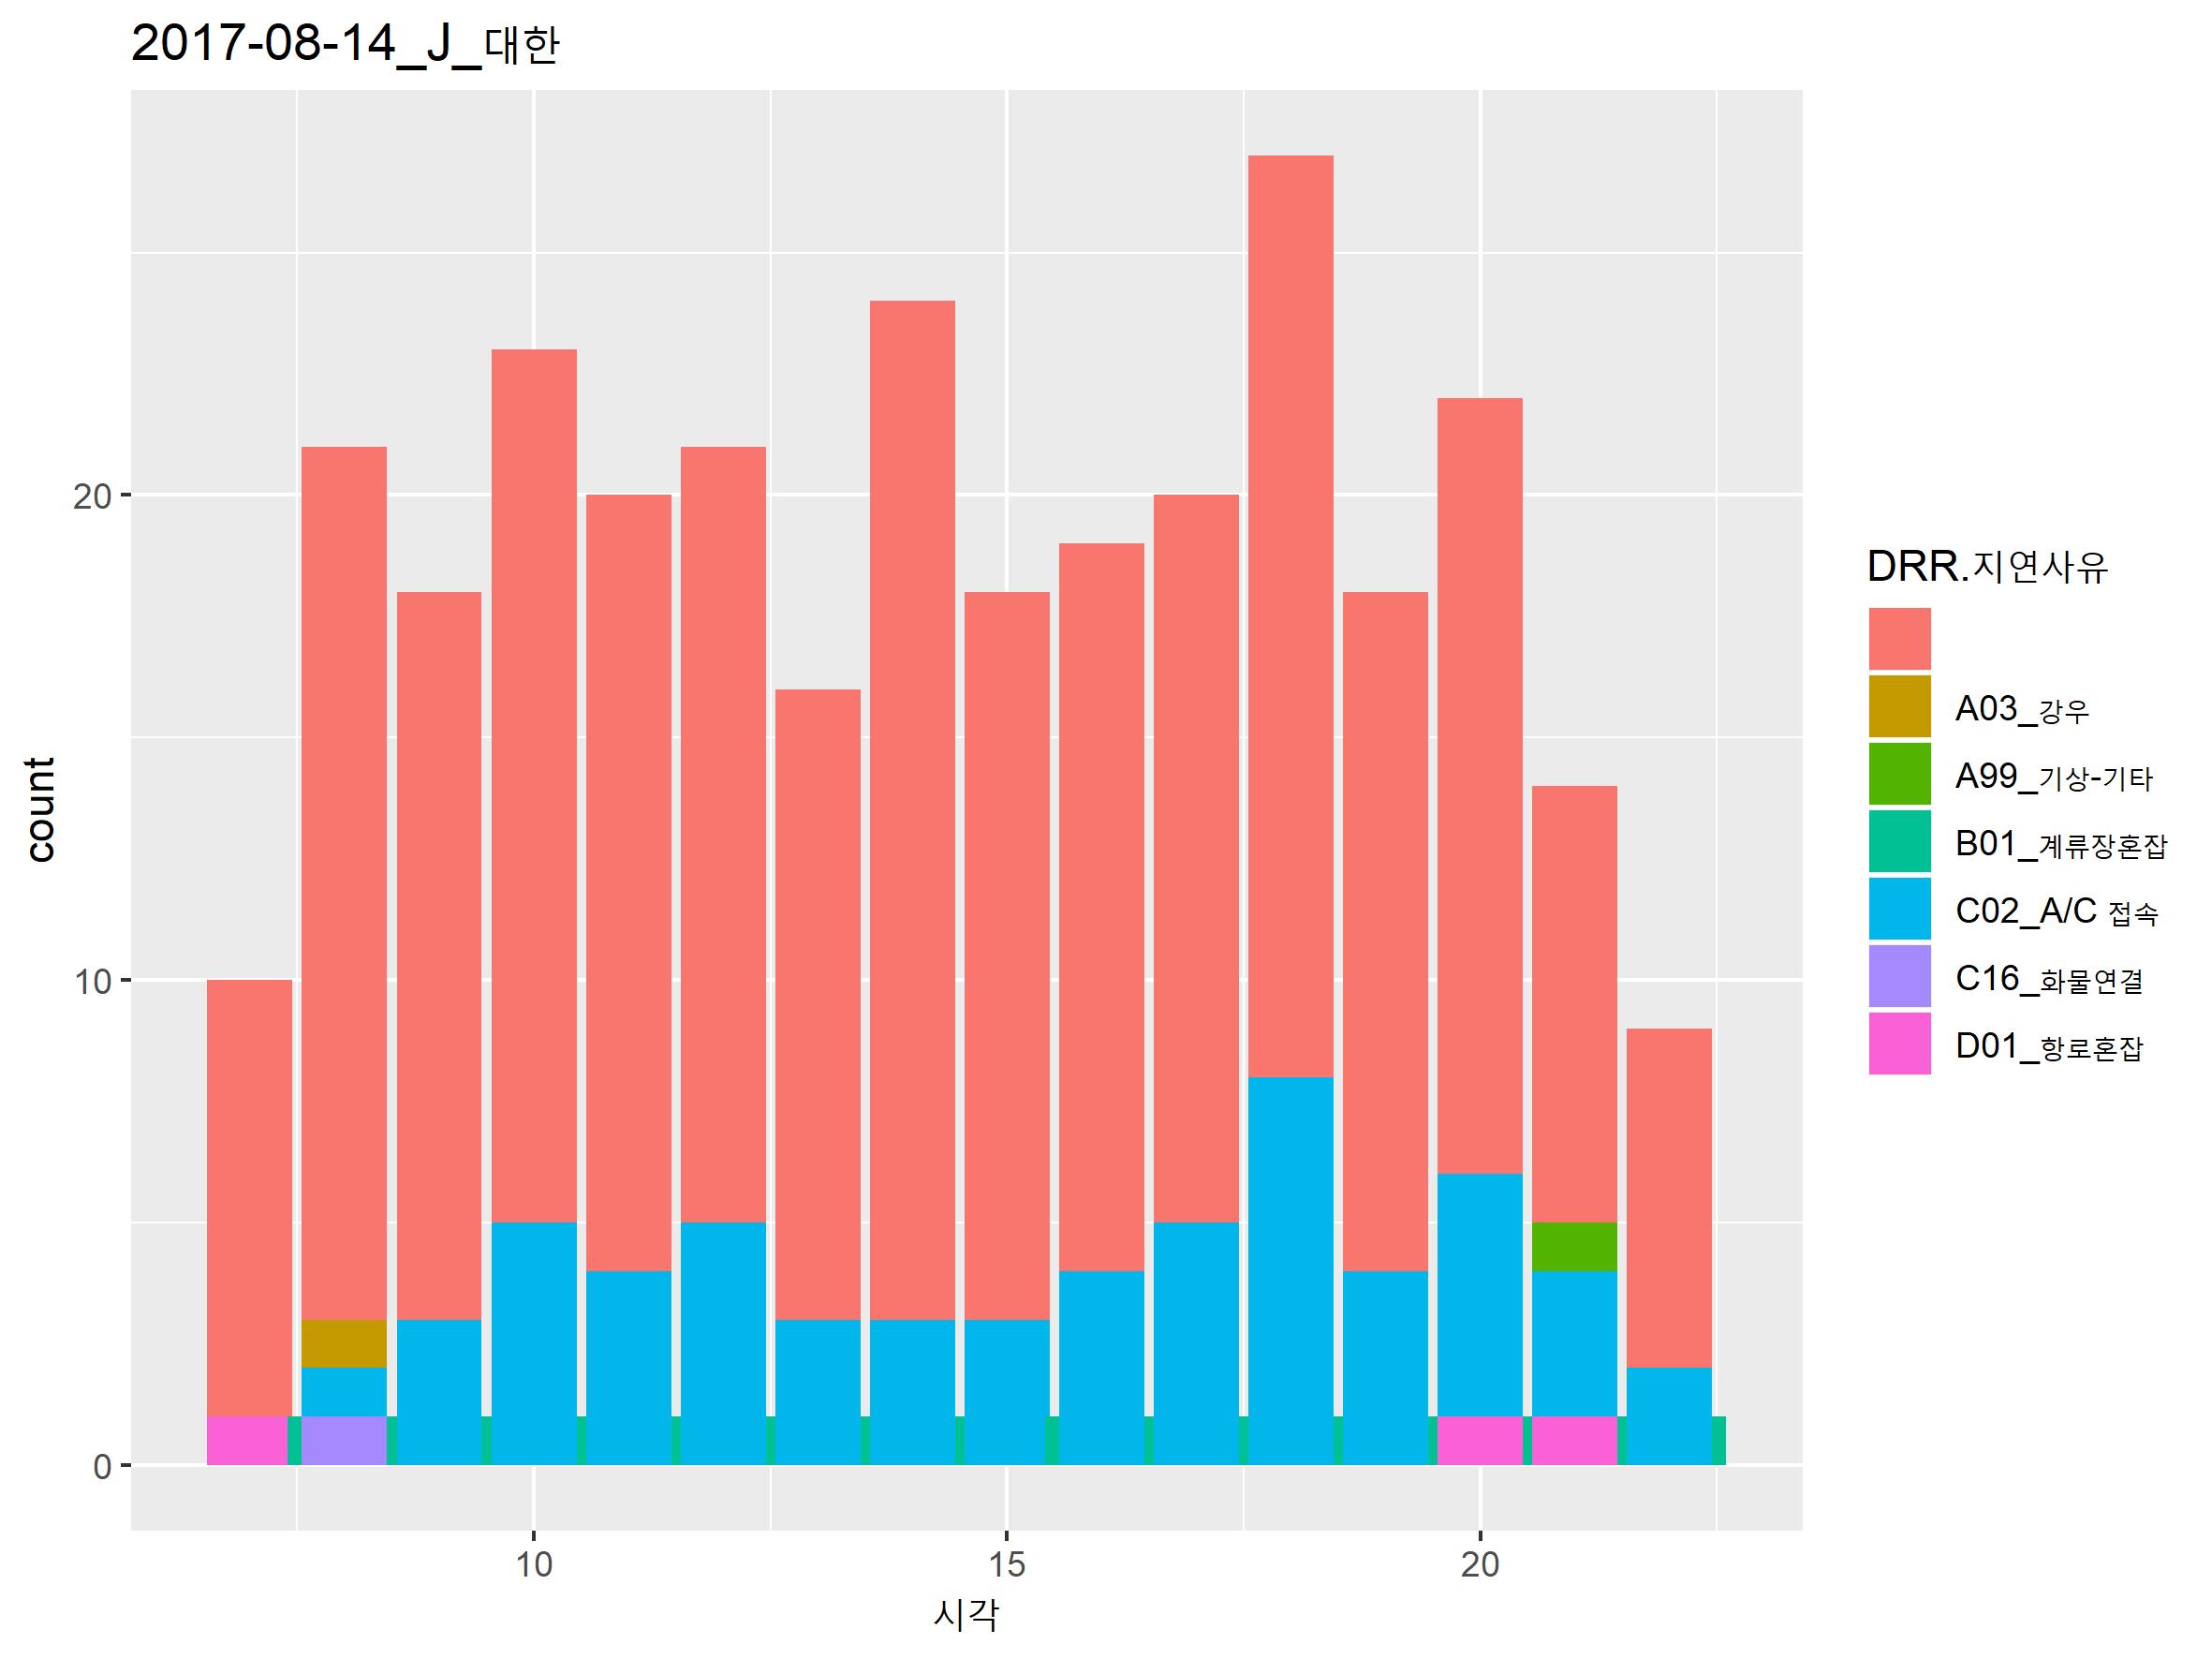 2017-08-14_J_대한
20
10
0
count
10
15
20
시각
DRR.지연사유
A03_강우
A99_기상-기타
B01_계류장혼잡
C02_A/C 접속
C16_화물연결
D01_항로혼잡